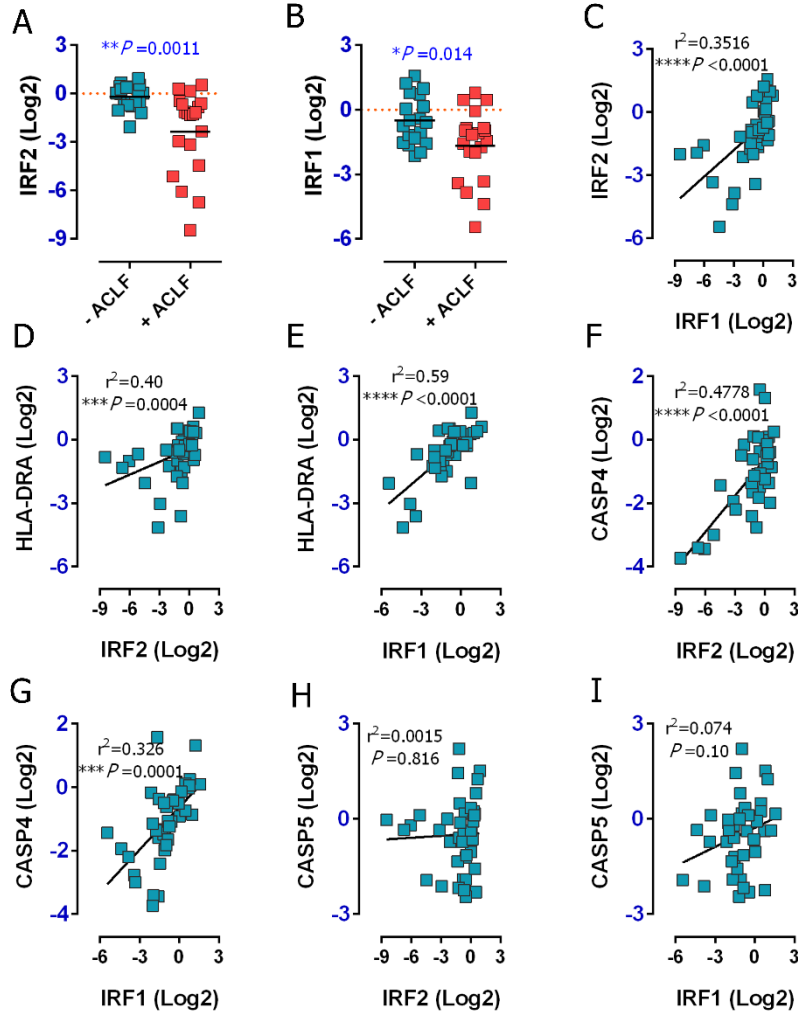 A
**P=0.0011
IRF2 (Log2)
3
0
-3
-6
-9
- ACLF
+ ACLF
B
*P=0.014
IRF1 (Log2)
3
0
-3
-6
- ACLF
+ ACLF
C
r²=0.3516
****P<0.0001
IRF2 (Log2)
3
0
-3
-6
-9 -6 -3 0 3
IRF1 (Log2)
D
r²=0.40
***P=0.0004
HLA-DRA (Log2)
3
0
-3
-6
-9 -6 -3 0 3
IRF2 (Log2)
E
r²=0.59
****P<0.0001
HLA-DRA (Log2)
3
0
-3
-6
-6 -3 0 3
IRF1 (Log2)
F
r²=0.4778
****P<0.0001
CASP4 (Log2)
2
0
-2
-4
-9 -6 -3 0 3
IRF2 (Log2)
G
r²=0.326
***P=0.0001
CASP4 (Log2)
2
0
-2
-4
-6 -3 0 3
IRF1 (Log2)
H
r²=0.0015
P=0.816
CASP5 (Log2)
3
0
-3
-9 -6 -3 0 3
IRF2 (Log2)
I
r²=0.074
P=0.10
CASP5 (Log2)
3
0
-3
-6 -3 0 3
IRF1 (Log2)